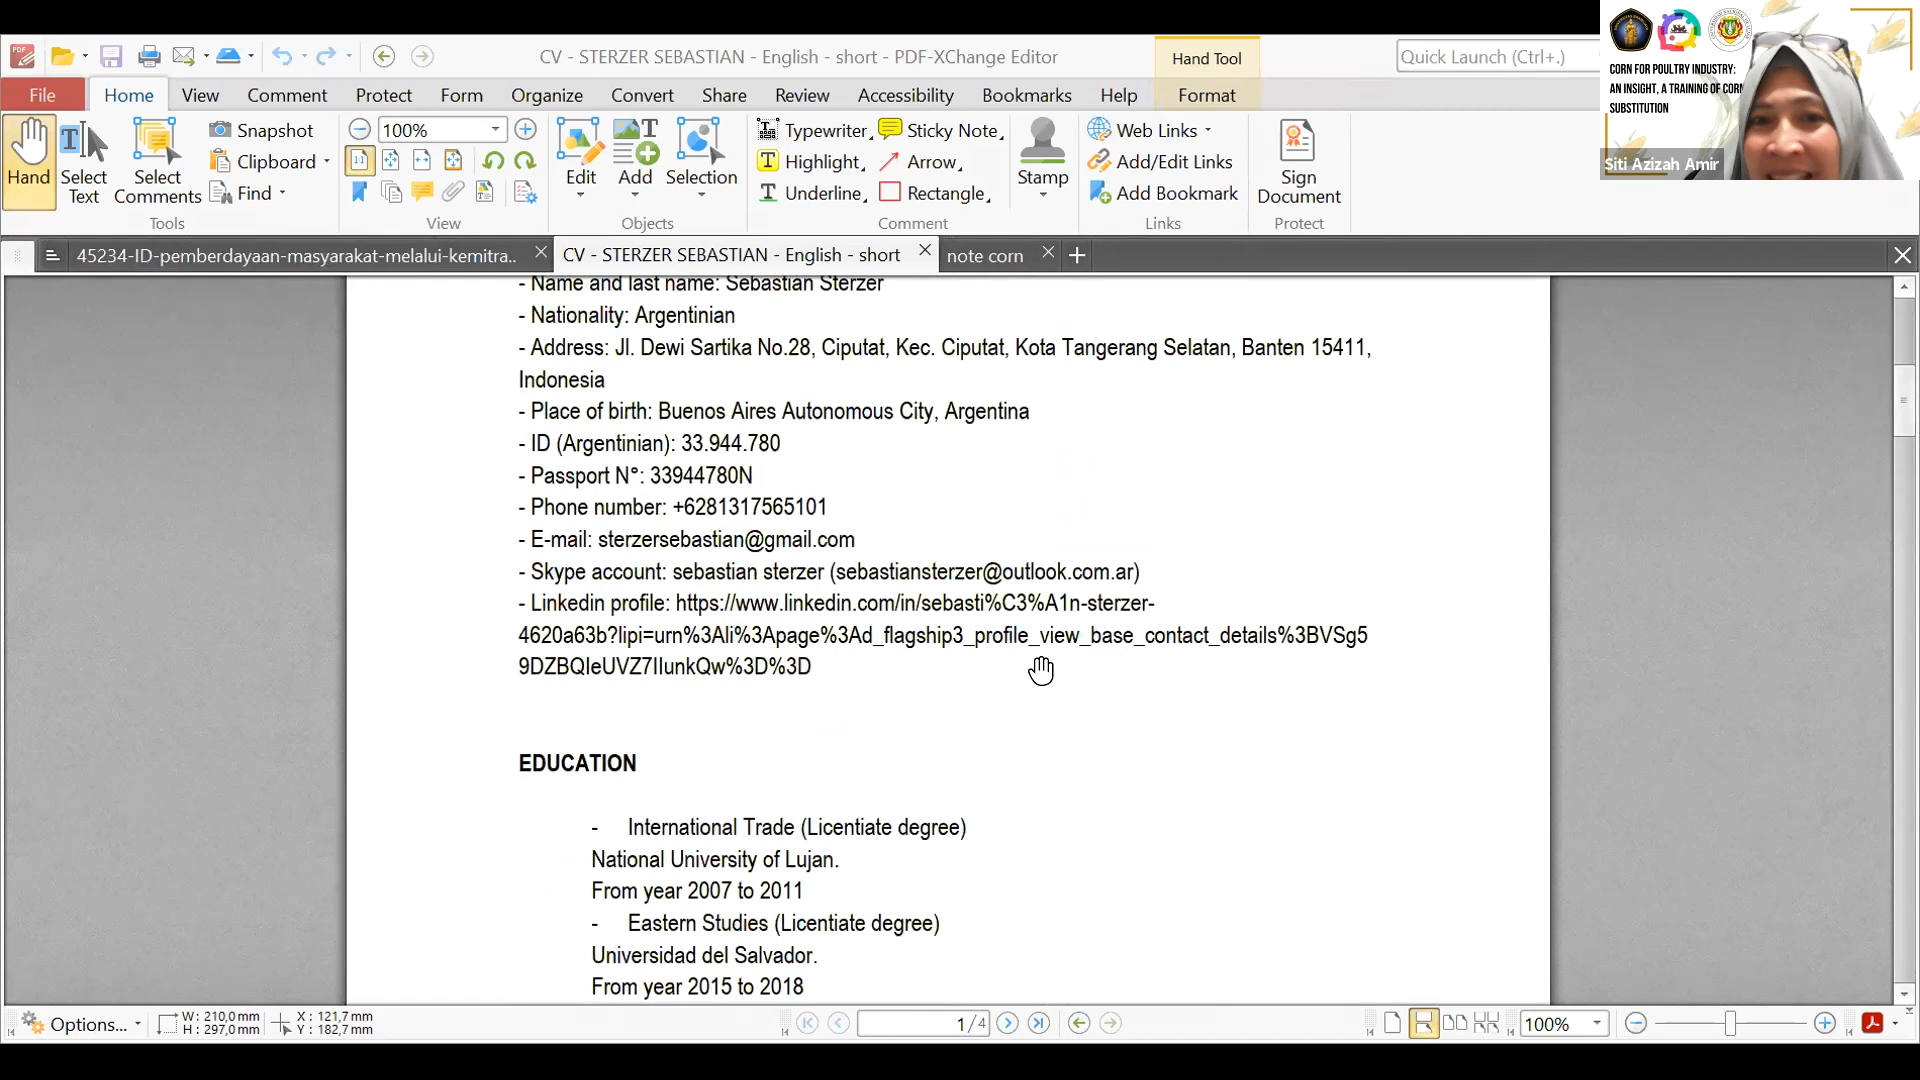 CV - STERZER SEBASTIAN - English - short - PDF-XChange Editor
Hand Tool
Quick Launch (Ctrl+.)
File Home View Comment Protect Form Organize Convert Share Review Accessibility Bookmarks Help Format
Hand
Select Text
Select Comments
Snapshot
Clipboard
Find
Tools
100%
View
Edit
Add
Selection
Objects
Typewriter
Highlight
Underline
Sticky Note
Arrow
Rectangle
Comment
Stamp
Web Links
Add/Edit Links
Add Bookmark
Links
Sign Document
Protect
CORN FOR POULTRY INDUSTRY:
AN INSIGHT, A TRAINING OF CORN
SUBSTITUTION
Siti Azizah Amir
45234-ID-pemberdayaan-masyarakat-melalui-kemitra..
CV - STERZER SEBASTIAN - English - short
note corn
- Name and last name: Sebastian Sterzer
- Nationality: Argentinian
- Address: Jl. Dewi Sartika No.28, Ciputat, Kec. Ciputat, Kota Tangerang Selatan, Banten 15411,
Indonesia
- Place of birth: Buenos Aires Autonomous City, Argentina
- ID (Argentinian): 33.944.780
- Passport N°: 33944780N
- Phone number: +6281317565101
- E-mail: sterzersebastian@gmail.com
- Skype account: sebastian sterzer (sebastiansterzer@outlook.com.ar)
- Linkedin profile: https://www.linkedin.com/in/sebasti%C3%A1n-sterzer-
4620a63b?lipi=urn%3Ali%3Apage%3Ad_flagship3_profile_view_base_contact_details%3BVSg5
9DZBQIeUVZ7IIunkQw%3D%3D
EDUCATION
- International Trade (Licentiate degree)
National University of Lujan.
From year 2007 to 2011
- Eastern Studies (Licentiate degree)
Universidad del Salvador.
From year 2015 to 2018
Options...
W: 210,0 mm
H: 297,0 mm
X: 121,7 mm
Y: 182,7 mm
1 / 4
100%